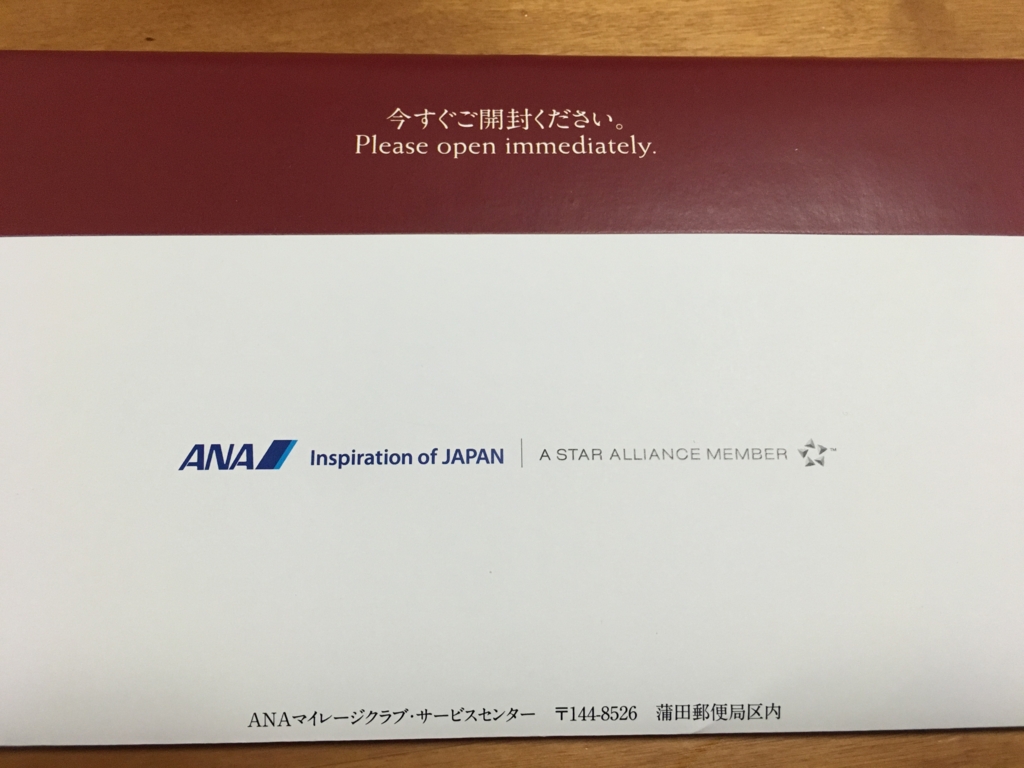 今すぐご開封ください。
Please open immediately.
ANA Inspiration of JAPAN A STAR ALLIANCE MEMBER ™
ANAマイレージクラブ・サービスセンター 〒144-8526 蒲田郵便局区内